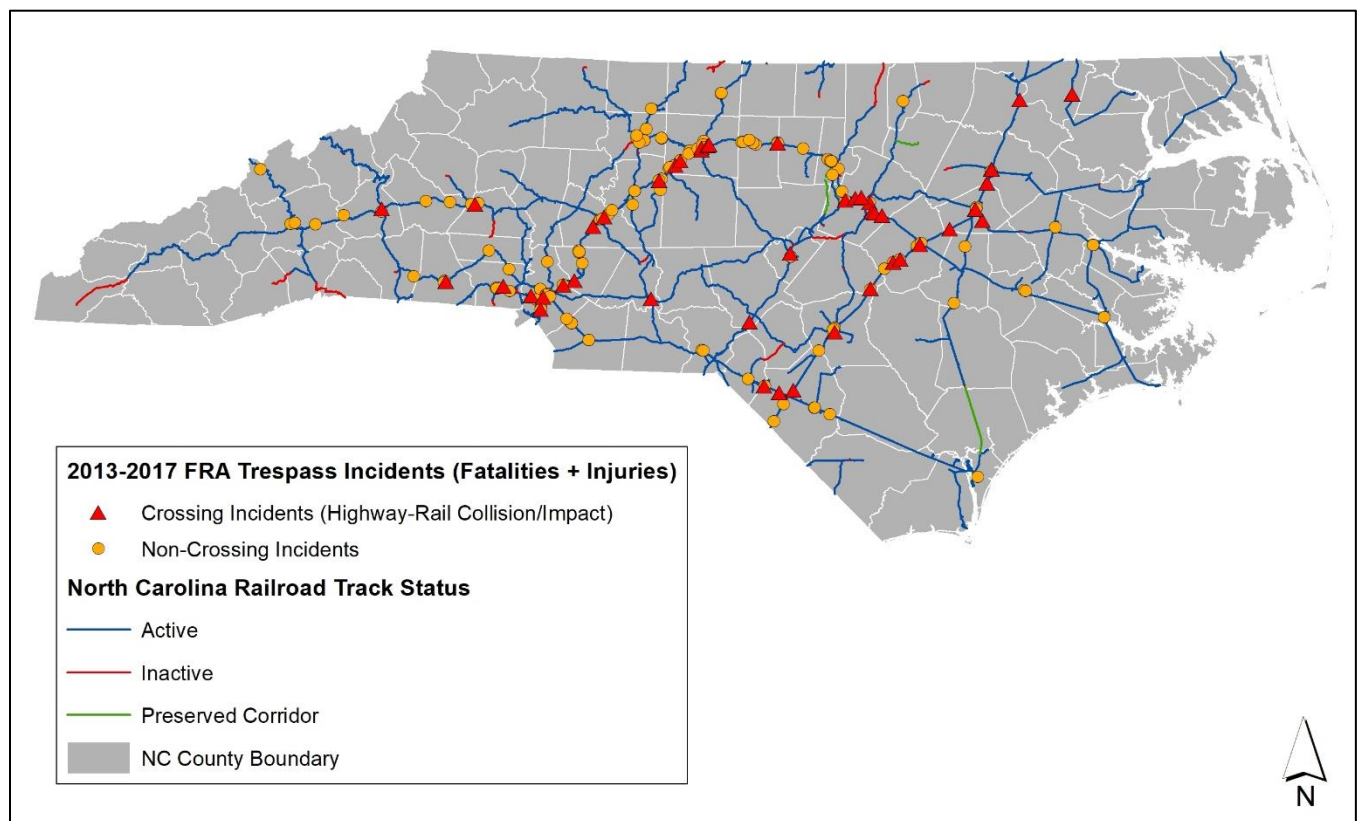 2013-2017 FRA Trespass Incidents (Fatalities + Injuries)
Crossing Incidents (Highway-Rail Collision/Impact)
Non-Crossing Incidents
North Carolina Railroad Track Status
Active
Inactive
Preserved Corridor
NC County Boundary
N